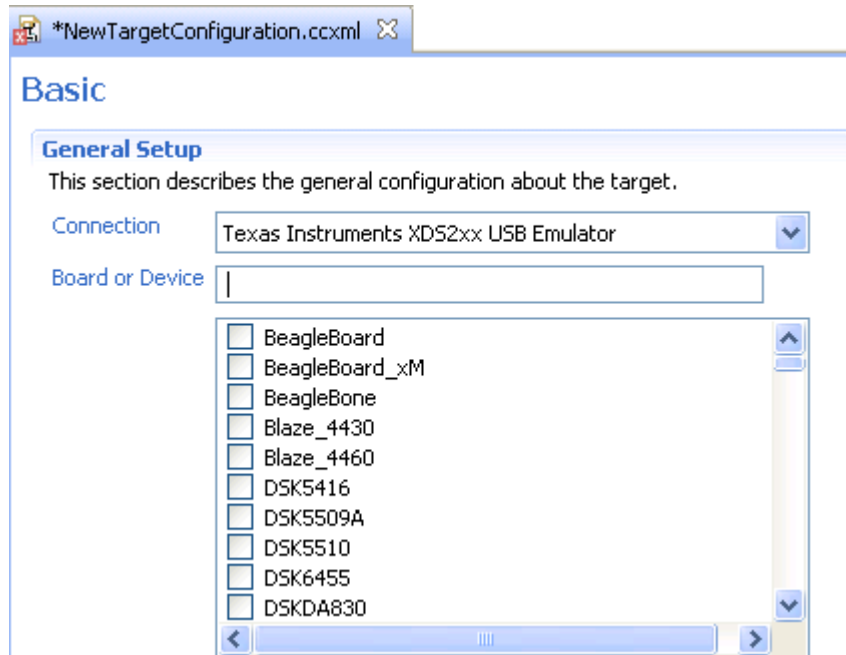 *NewTargetConfiguration.ccxml
Basic
General Setup
This section describes the general configuration about the target.
Connection
Texas Instruments XDS2xx USB Emulator
Board or Device
BeagleBoard
BeagleBoard_xM
BeagleBone
Blaze_4430
Blaze_4460
DSK5416
DSK5509A
DSK5510
DSK6455
DSKDA830